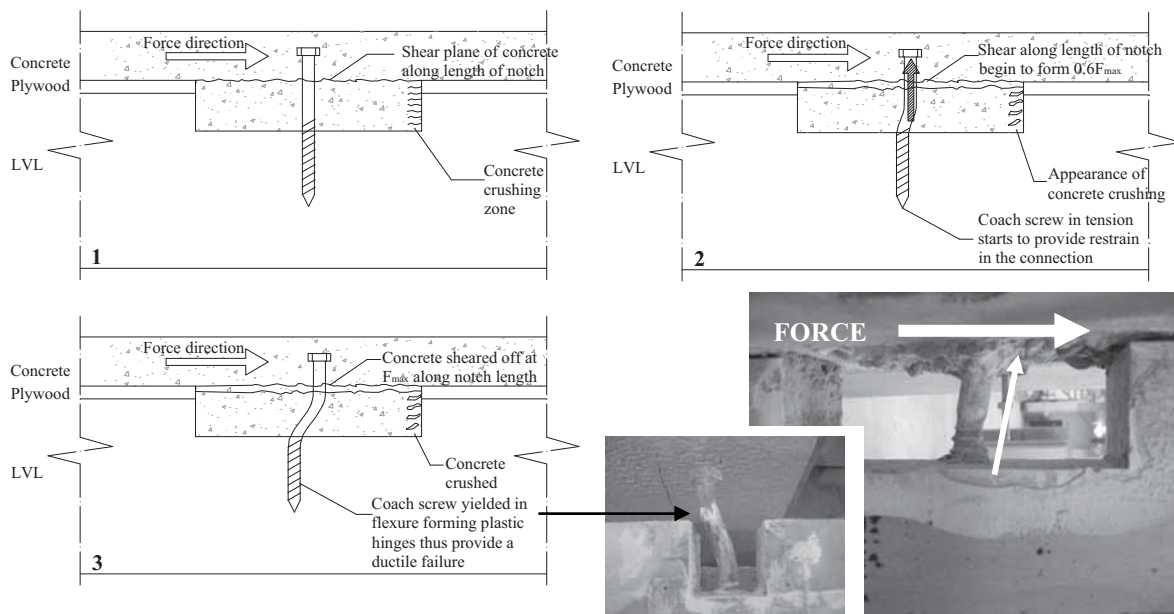 Force direction
Shear plane of concrete
along length of notch
Concrete
Plywood
LVL
Concrete
crushing
zone
1
Force direction
Shear along length of notch
begin to form 0.6Fmax
Concrete
Plywood
LVL
Appearance of
concrete crushing
Coach screw in tension
starts to provide restrain
in the connection
2
Force direction
Concrete sheared off at
Fmax along notch length
Concrete
Plywood
LVL
Concrete
crushed
Coach screw yielded in
flexure forming plastic
hinges thus provide a
ductile failure
3
FORCE